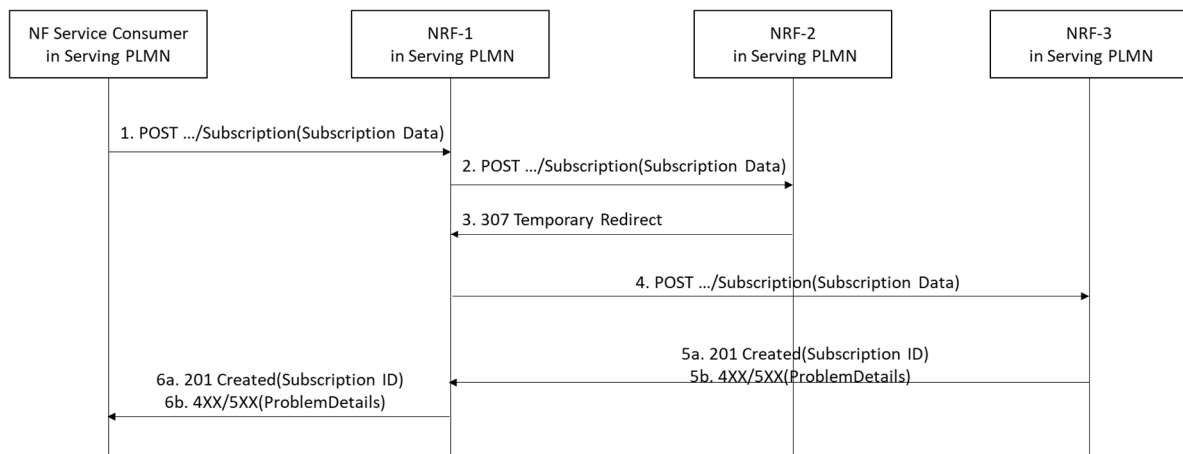 NF Service Consumer
in Serving PLMN
NRF-1
in Serving PLMN
NRF-2
in Serving PLMN
NRF-3
in Serving PLMN
1. POST .../Subscription(Subscription Data)
2. POST .../Subscription(Subscription Data)
3. 307 Temporary Redirect
4. POST .../Subscription(Subscription Data)
5a. 201 Created(Subscription ID)
5b. 4XX/5XX(ProblemDetails)
6a. 201 Created(Subscription ID)
6b. 4XX/5XX(ProblemDetails)